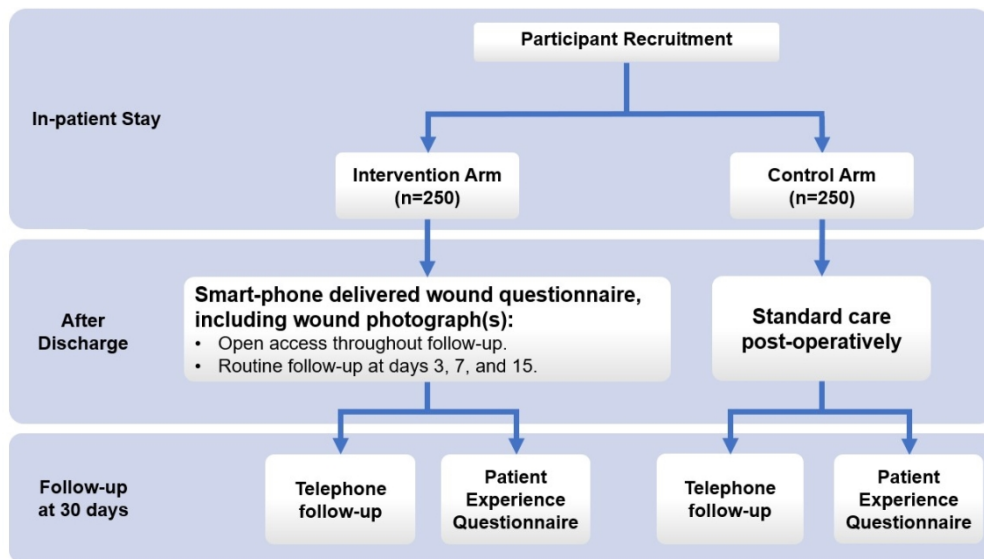 Participant Recruitment
In-patient Stay
Intervention Arm
(n=250)
Control Arm
(n=250)
After
Discharge
Smart-phone delivered wound questionnaire,
including wound photograph(s):
• Open access throughout follow-up.
• Routine follow-up at days 3, 7, and 15.
Standard care
post-operatively
Follow-up
at 30 days
Telephone
follow-up
Patient
Experience
Questionnaire
Telephone
follow-up
Patient
Experience
Questionnaire